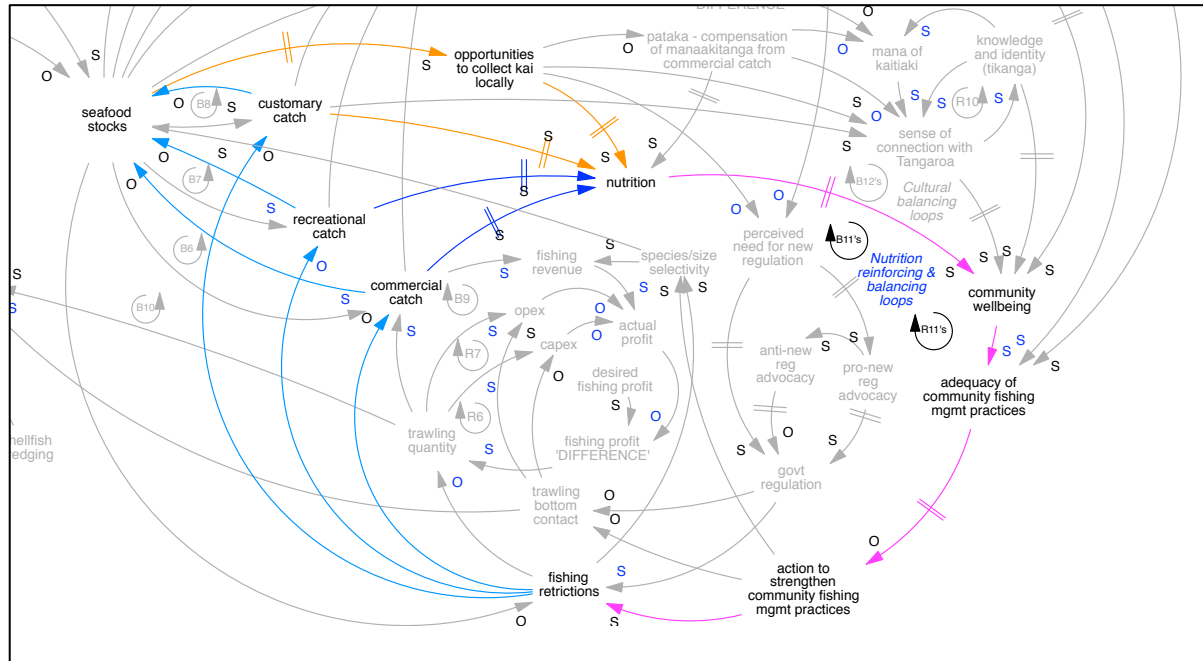 DIFFERENCE'
O
S
S
opportunities
to collect kai
locally
S
O
pataka - compensation
of manaakitanga from
commercial catch
O
mana of
kaitiaki
S
knowledge
and identity
(tikanga)
O
seafood
stocks
O
B8
S
customary
catch
O
S
O
S
S
R10
S
S
sense of
connection with
Tangaroa
S
O
S
B7
O
S
S
S
S
nutrition
O
B12's
Cultural
balancing
loops
S
recreational
catch
O
O
O
perceived
need for new
regulation
B11's
B6
S
fishing
revenue
S
species/size
selectivity
S
S
S
S
Nutrition
reinforcing &
balancing
loops
S
S
S
S
community
wellbeing
S
S
B10
S
commercial
catch
O
B9
S
opex
S
S
O
actual
profit
O
R11's
S
S
R7
capex
S
anti-new
reg
advocacy
S
S
pro-new
reg
advocacy
S
S
adequacy of
community fishing
mgmt practices
O
desired
fishing profit
S
O
R6
trawling
quantity
S
fishing profit
'DIFFERENCE'
O
S
S
O
hellfish
redging
govt
regulation
trawling
bottom
contact
O
O
O
fishing
retrictions
S
action to
strengthen
community fishing
mgmt practices
O
S